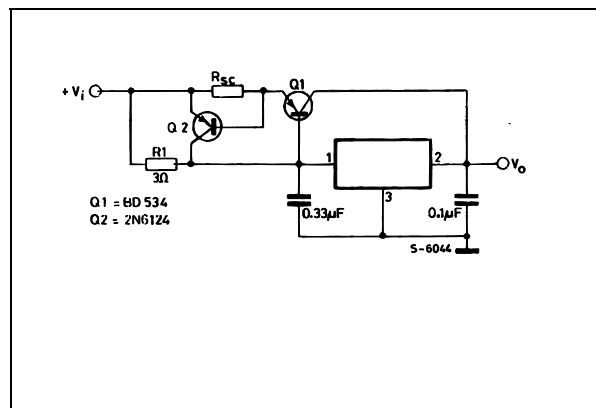 Rsc
Q1
+ Vi
Q2
R1
3Ω
1
2
Vo
3
0.33µF
0.1µF
Q1 = BD 534
Q2 = 2N6124
S-6044